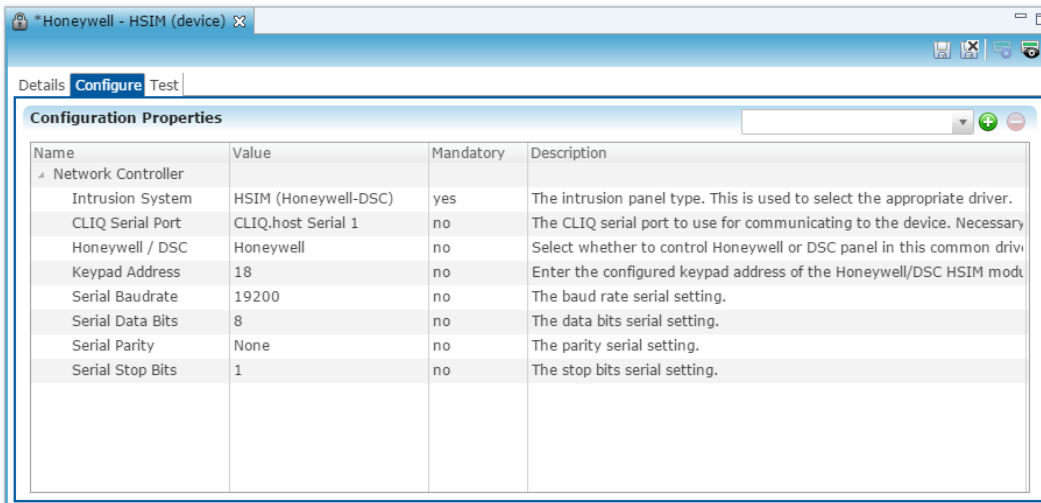 *Honeywell - HSIM (device)
Details Configure Test
Configuration Properties
Name Value Mandatory Description
Network Controller
Intrusion System HSIM (Honeywell-DSC) yes The intrusion panel type. This is used to select the appropriate driver.
CLIQ Serial Port CLIQ.host Serial 1 no The CLIQ serial port to use for communicating to the device. Necessary
Honeywell / DSC Honeywell no Select whether to control Honeywell or DSC panel in this common
Keypad Address 18 no Enter the configured keypad address of the Honeywell/DSC HSIM
Serial Baudrate 19200 no The baud rate serial setting.
Serial Data Bits 8 no The data bits serial setting.
Serial Parity None no The parity serial setting.
Serial Stop Bits 1 no The stop bits serial setting.